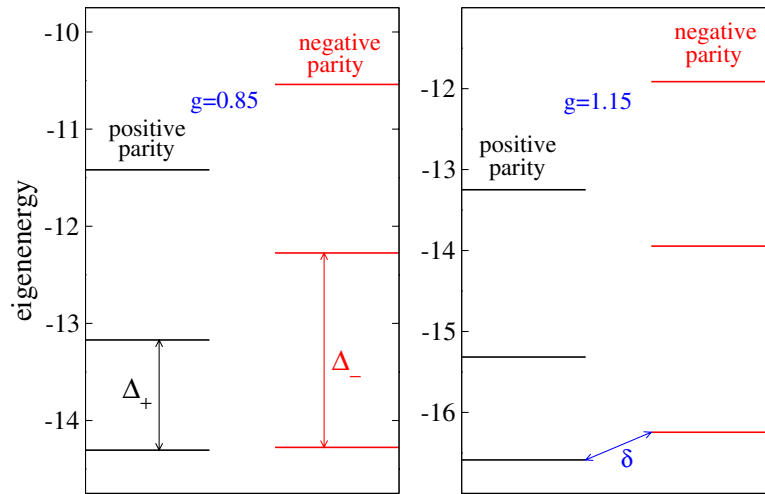 eigenenergy
-10
-11
-12
-13
-14
negative
parity
g=0.85
positive
parity
Δ+
Δ−
-12
-13
-14
-15
-16
negative
parity
g=1.15
positive
parity
δ